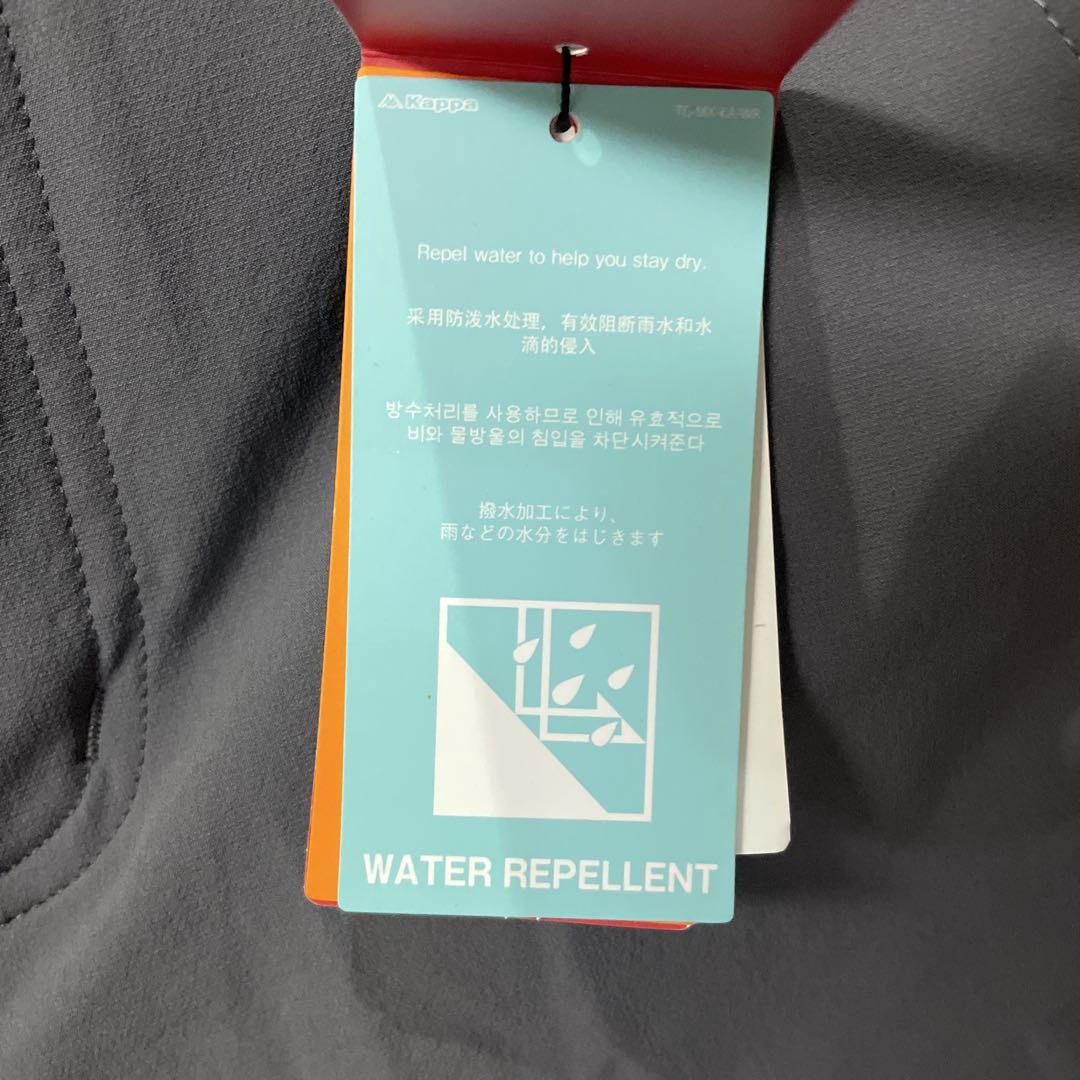 Kappa
Repel water to help you stay dry.
采用防泼水处理，有效阻断雨水和水
滴的侵入
방수처리를 사용하므로 인해 유효적으로
비와 물방울의 침입을 차단시켜준다
撥水加工により、
雨などの水分をはじきます
WATER REPELLENT